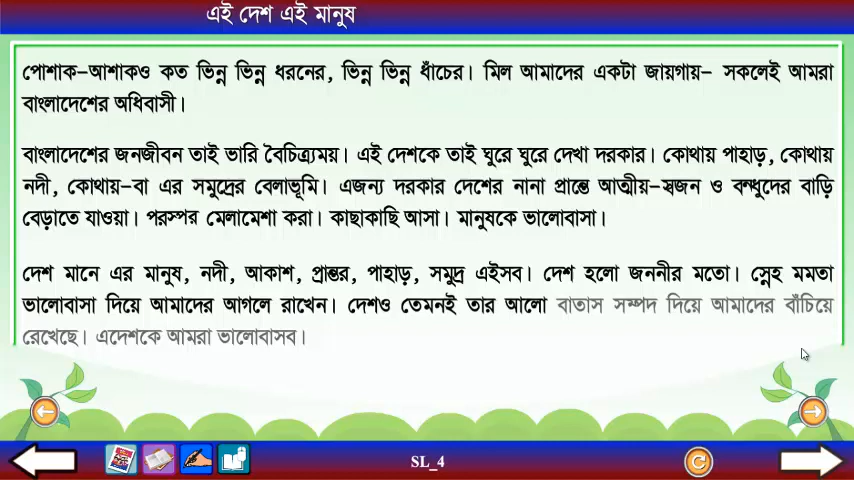 এই দেশ এই মানুষ
পোশাক-আশাকও কত ভিন্ন ভিন্ন ধরনের, ভিন্ন ভিন্ন ধাঁচের। মিল আমাদের একটা জায়গায়- সকলেই আমরা
বাংলাদেশের অধিবাসী।
বাংলাদেশের জনজীবন তাই ভারি বৈচিত্র্যময়। এই দেশকে তাই ঘুরে ঘুরে দেখা দরকার। কোথায় পাহাড়, কোথায়
নদী, কোথায়-বা এর সমুদ্রের বেলাভূমি। এজন্য দরকার দেশের নানা প্রান্তে আত্মীয়-স্বজন ও বন্ধুদের বাড়ি
বেড়াতে যাওয়া। পরস্পর মেলামেশা করা। কাছাকাছি আসা। মানুষকে ভালোবাসা।
দেশ মানে এর মানুষ, নদী, আকাশ, প্রান্তর, পাহাড়, সমুদ্র এইসব। দেশ হলো জননীর মতো। স্নেহ মমতা
ভালোবাসা দিয়ে আমাদের আগলে রাখেন। দেশও তেমনই তার আলো বাতাস সম্পদ দিয়ে আমাদের বাঁচিয়ে
রেখেছে। এদেশকে আমরা ভালোবাসব।
SL_4